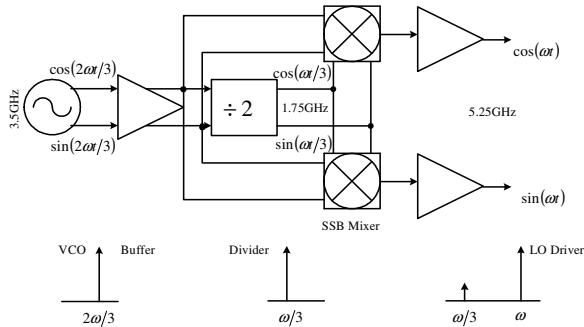 cos(2ωt/3)
cos(ωt)
3.5GHz
÷2
cos(ωt/3)
1.75GHz
5.25GHz
sin(2ωt/3)
sin(ωt/3)
sin(ωt)
SSB Mixer
VCO
Buffer
Divider
LO Driver
2ω/3
ω/3
ω/3
ω